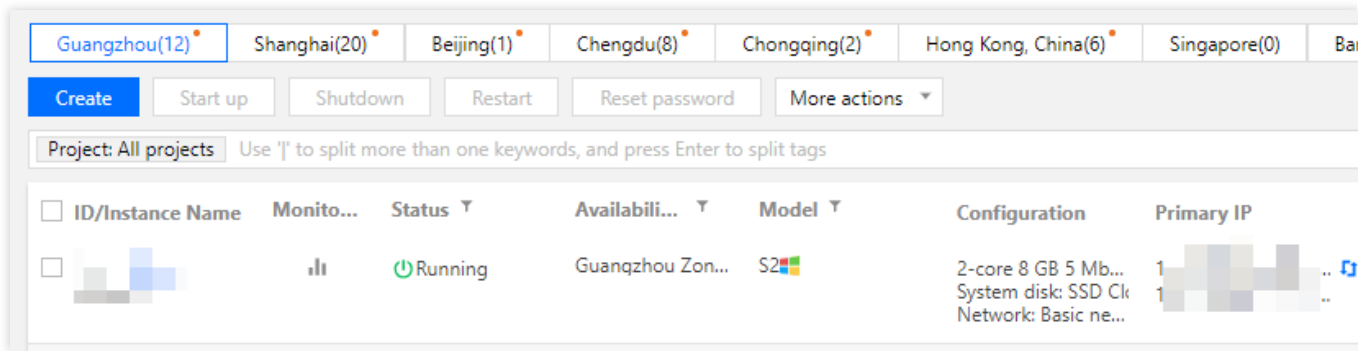 Guangzhou(12) Shanghai(20) Beijing(1) Chengdu(8) Chongqing(2) Hong Kong, China(6) Singapore(0)
Create Start up Shutdown Restart Reset password More actions
Project: All projects Use '|' to split more than one keywords, and press Enter to split tags
ID/Instance Name Monito... Status Availabili... Model Configuration Primary IP
Running Guangzhou Zon... S2 2-core 8 GB 5 Mb... 1 ..
System disk: SSD Clo 1 ..
Network: Basic ne...